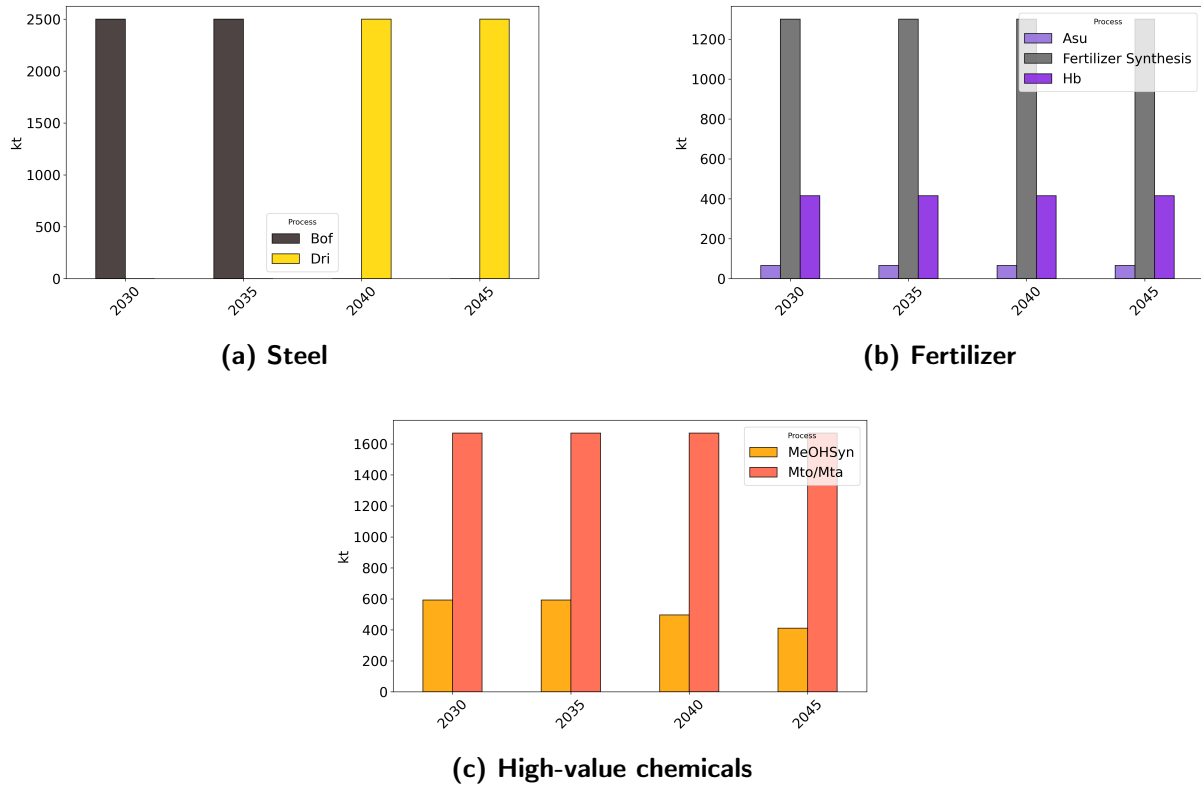 2500
2000
1500
1000
500
0
kt
Process
Bof
Dri
2030
2035
2040
2045
(a) Steel
1200
1000
800
600
400
200
0
kt
Process
Asu
Fertilizer Synthesis
Hb
2030
2035
2040
2045
(b) Fertilizer
1600
1400
1200
1000
800
600
400
200
0
kt
Process
MeOHSyn
Mto/Mta
2030
2035
2040
2045
(c) High-value chemicals